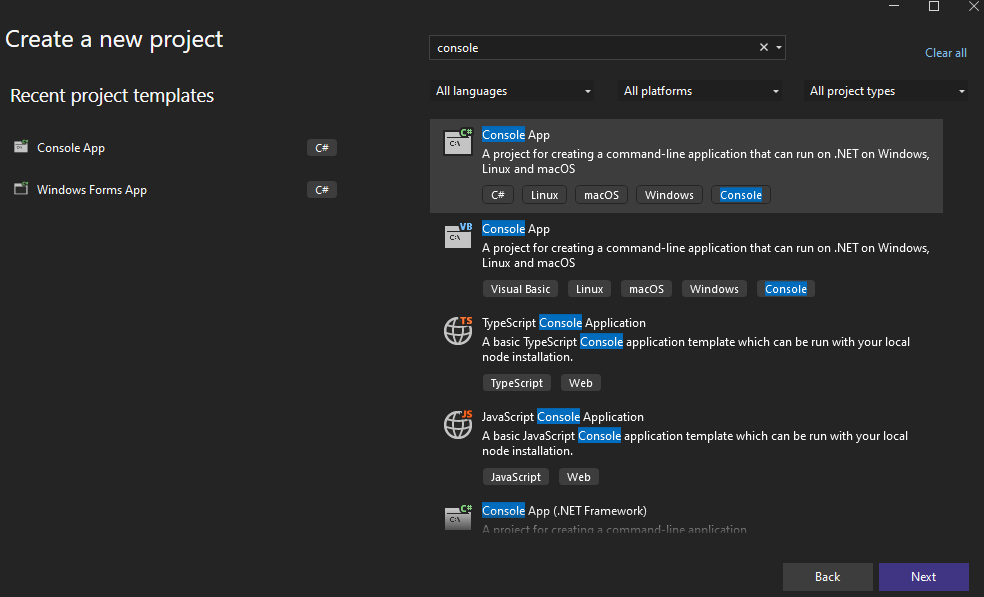 Create a new project
Recent project templates
Console App C#
Windows Forms App C#
console
Clear all
All languages All platforms All project types
C#
C:\
Console App
A project for creating a command-line application that can run on .NET on Windows,
Linux and macOS
C# Linux macOS Windows Console
VB
C:\
Console App
A project for creating a command-line application that can run on .NET on Windows,
Linux and macOS
Visual Basic Linux macOS Windows Console
TS
TypeScript Console Application
A basic TypeScript Console application template which can be run with your local
node installation.
TypeScript Web
JS
JavaScript Console Application
A basic JavaScript Console application template which can be run with your local
node installation.
JavaScript Web
C#
C:\
Console App (.NET Framework)
A project for creating a command-line application
Back Next